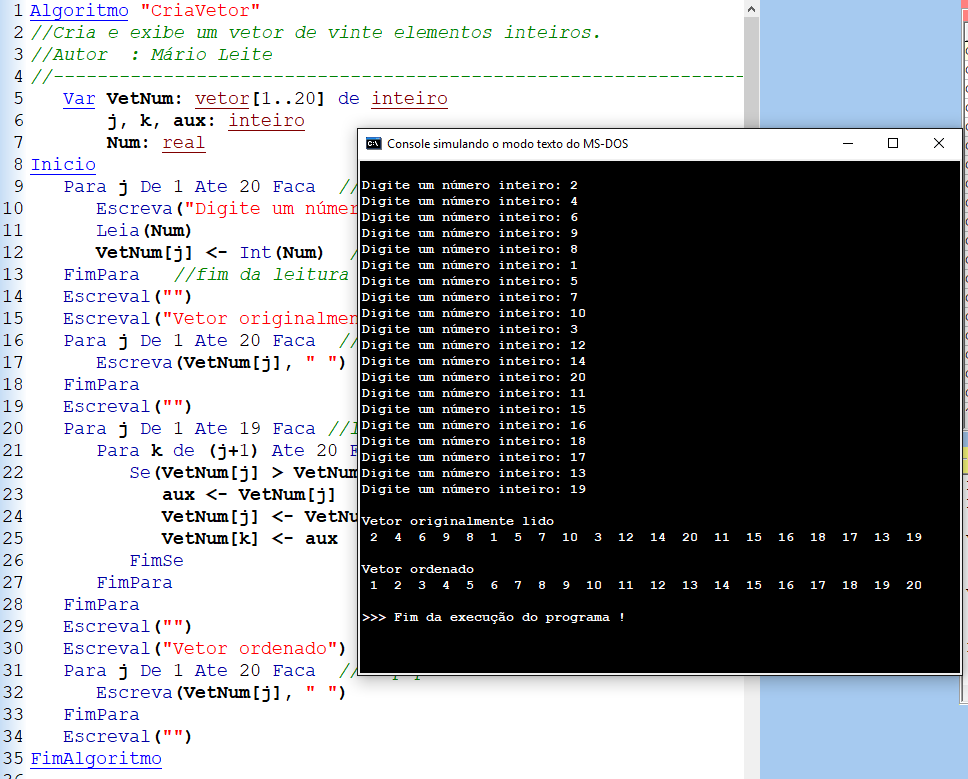 1 Algoritmo "CriaVetor"
2 //Cria e exibe um vetor de vinte elementos inteiros.
3 //Autor  : Mário Leite
4 //---------------------------------------------------------------
5    Var VetNum: vetor[1..20] de inteiro
6        j, k, aux: inteiro
7        Num: real
8 Inicio
9    Para j De 1 Ate 20 Faca  //
10       Escreva("Digite um númer
11       Leia(Num)
12       VetNum[j] <- Int(Num)  /
13    FimPara   //fim da leitura
14    Escreval("")
15    Escreval("Vetor originalmen
16    Para j De 1 Ate 20 Faca  //
17       Escreva(VetNum[j], " ")
18    FimPara
19    Escreval("")
20    Para j De 1 Ate 19 Faca //
21       Para k de (j+1) Ate 20 F
22          Se(VetNum[j] > VetNum
23             aux <- VetNum[j]
24             VetNum[j] <- VetNu
25             VetNum[k] <- aux
26          FimSe
27       FimPara
28    FimPara
29    Escreval("")
30    Escreval("Vetor ordenado")
31    Para j De 1 Ate 20 Faca  //
32       Escreva(VetNum[j], " ")
33    FimPara
34    Escreval("")
35 FimAlgoritmo
Console simulando o modo texto do MS-DOS
Digite um número inteiro: 2
Digite um número inteiro: 4
Digite um número inteiro: 6
Digite um número inteiro: 9
Digite um número inteiro: 8
Digite um número inteiro: 1
Digite um número inteiro: 5
Digite um número inteiro: 7
Digite um número inteiro: 10
Digite um número inteiro: 3
Digite um número inteiro: 12
Digite um número inteiro: 14
Digite um número inteiro: 20
Digite um número inteiro: 11
Digite um número inteiro: 15
Digite um número inteiro: 16
Digite um número inteiro: 18
Digite um número inteiro: 17
Digite um número inteiro: 13
Digite um número inteiro: 19
Vetor originalmente lido
2  4  6  9  8  1  5  7  10  3  12  14  20  11  15  16  18  17  13  19
Vetor ordenado
1  2  3  4  5  6  7  8  9  10  11  12  13  14  15  16  17  18  19  20
>>> Fim da execução do programa !